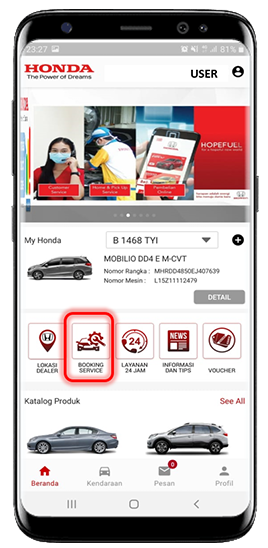 23:27
81%
HONDA
The Power of Dreams
USER
HOPEFULL
Customer
Service
Home & Pick Up
Service
Pembelian
Online
My Honda
B 1468 TYI
MOBILIO DD4 E M-CVT
Nomor Rangka : MHRDD4850EJ407639
Nomor Mesin : L15Z11112479
DETAIL
LOKASI
DEALER
BOOKING
SERVICE
24
LAYANAN
24 JAM
NEWS
INFORMASI
DAN TIPS
VOUCHER
Katalog Produk
See All
0
Beranda
Kendaraan
Pesan
Profil